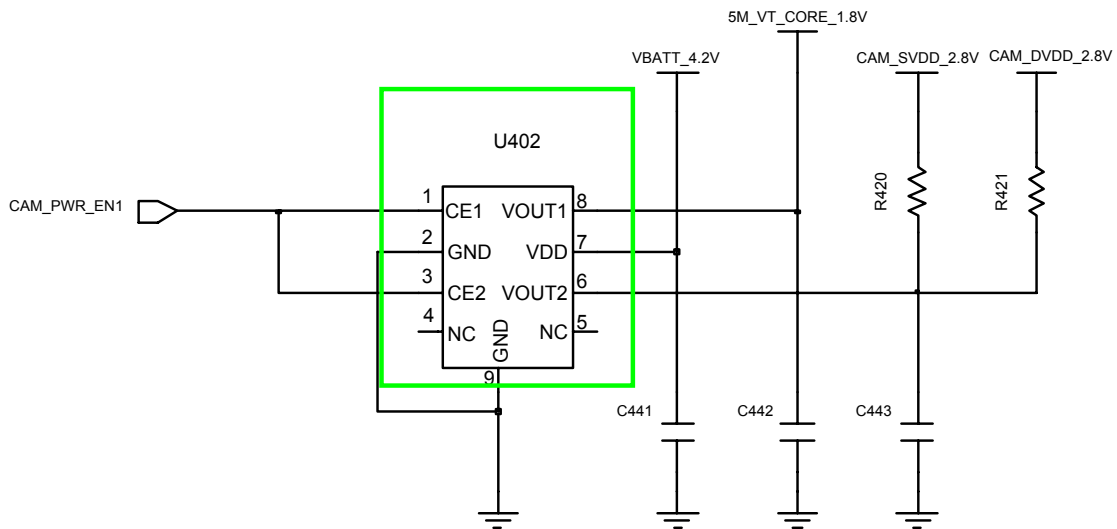 5M_VT_CORE_1.8V
VBATT_4.2V
CAM_SVDD_2.8V
CAM_DVDD_2.8V
U402
R420
R421
CAM_PWR_EN1
1
CE1
VOUT1
8
2
GND
VDD
7
3
CE2
VOUT2
6
4
NC
NC
5
GND
9
C441
C442
C443